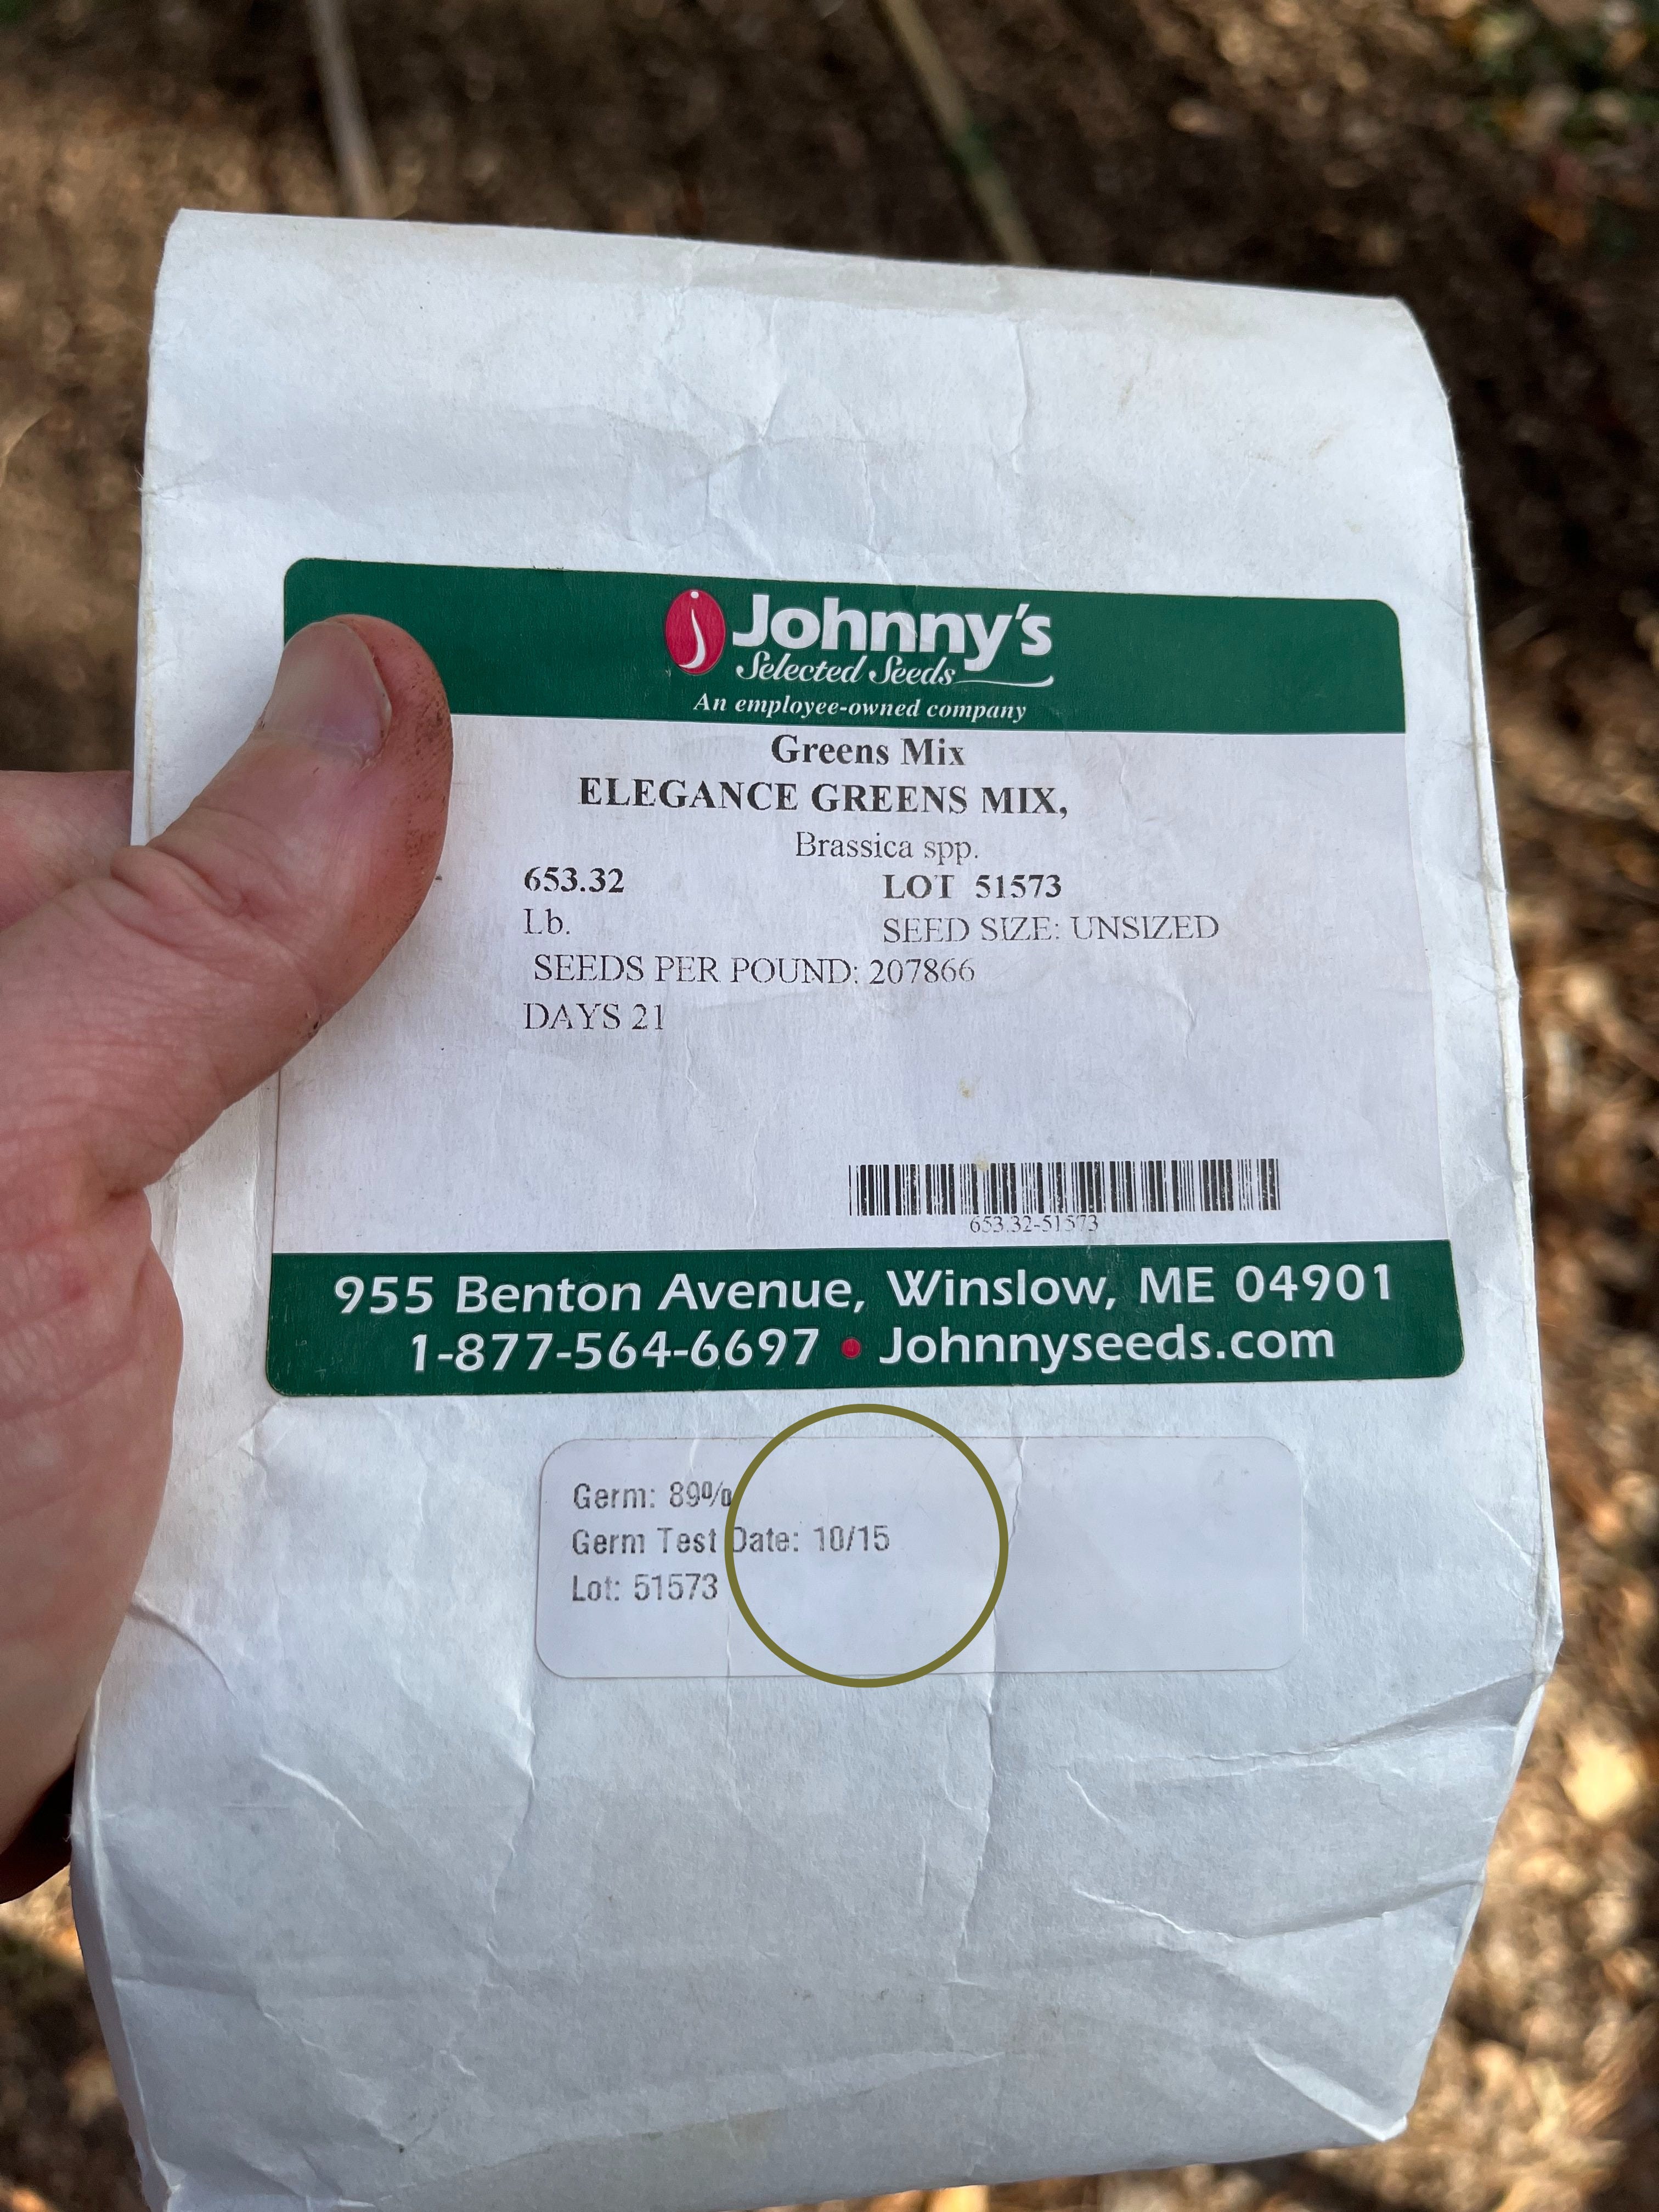 Johnny's
Selected Seeds
An employee-owned company
Greens Mix
ELEGANCE GREENS MIX,
Brassica spp.
653.32 LOT 51573
Lb. SEED SIZE: UNSIZED
SEEDS PER POUND: 207866
DAYS 21
653.32-51573
955 Benton Avenue, Winslow, ME 04901
1-877-564-6697 • Johnnyseeds.com
Germ: 89%
Germ Test Date: 10/15
Lot: 51573